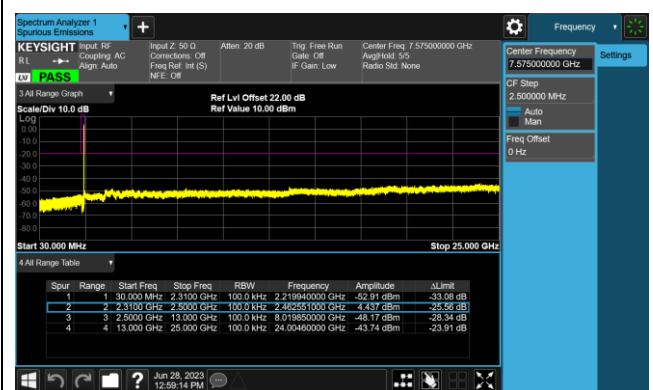 Spectrum Analyzer 1
Spurious Emissions
Frequency
KEYSIGHT
RL
PASS
Input: RF
Coupling: AC
Align: Auto
Input Z: 50 Ω
Corrections: Off
Freq Ref: Int (S)
NFE: Off
Atten: 20 dB
Trig: Free Run
Gate: Off
IF Gain: Low
Center Freq: 7.575000000 GHz
Avg|Hold: 5/5
Radio Std: None
Center Frequency
7.575000000 GHz
Settings
CF Step
2.500000 MHz
Auto
Man
Freq Offset
0 Hz
3 All Range Graph
Scale/Div 10.0 dB
Ref Lvl Offset 22.00 dB
Ref Value 10.00 dBm
Log
0.00
-10.0
-20.0
-30.0
-40.0
-50.0
-60.0
-70.0
-80.0
Start 30.000 MHz
Stop 25.000 GHz
4 All Range Table
Spur Range Start Freq Stop Freq RBW Frequency Amplitude ΔLimit
1 1 30.000 MHz 2.3100 GHz 100.0 kHz 2.219940000 GHz -52.91 dBm -33.08 dB
2 2 2.3100 GHz 2.5000 GHz 100.0 kHz 2.462551000 GHz 4.437 dBm -25.56 dB
3 3 2.5000 GHz 13.000 GHz 100.0 kHz 8.019850000 GHz -48.17 dBm -28.34 dB
4 4 13.000 GHz 25.000 GHz 100.0 kHz 24.00460000 GHz -43.74 dBm -23.91 dB
?
Jun 28, 2023
12:59:14 PM